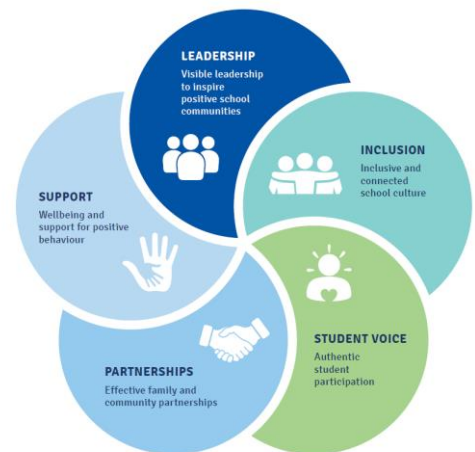 LEADERSHIP
Visible leadership
to inspire
positive school
communities
INCLUSION
Inclusive and
connected
school culture
STUDENT VOICE
Authentic
student
participation
PARTNERSHIPS
Effective family and
community partnerships
SUPPORT
Wellbeing and
support for positive
behaviour